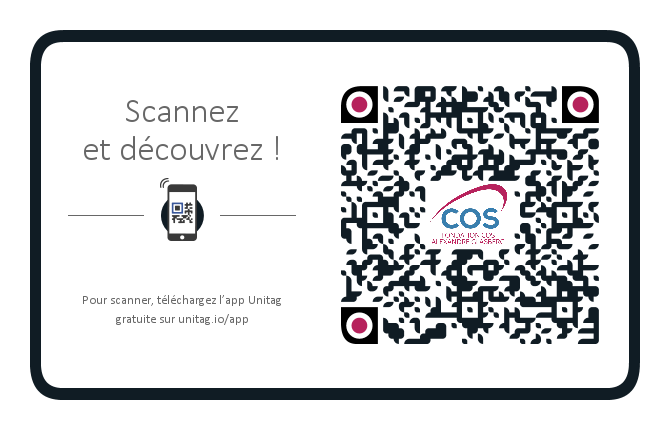 Scannez
et découvrez !
Pour scanner, téléchargez l’app Unitag
gratuite sur unitag.io/app
COS
FONDATION COS
ALEXANDRE GLASBERG